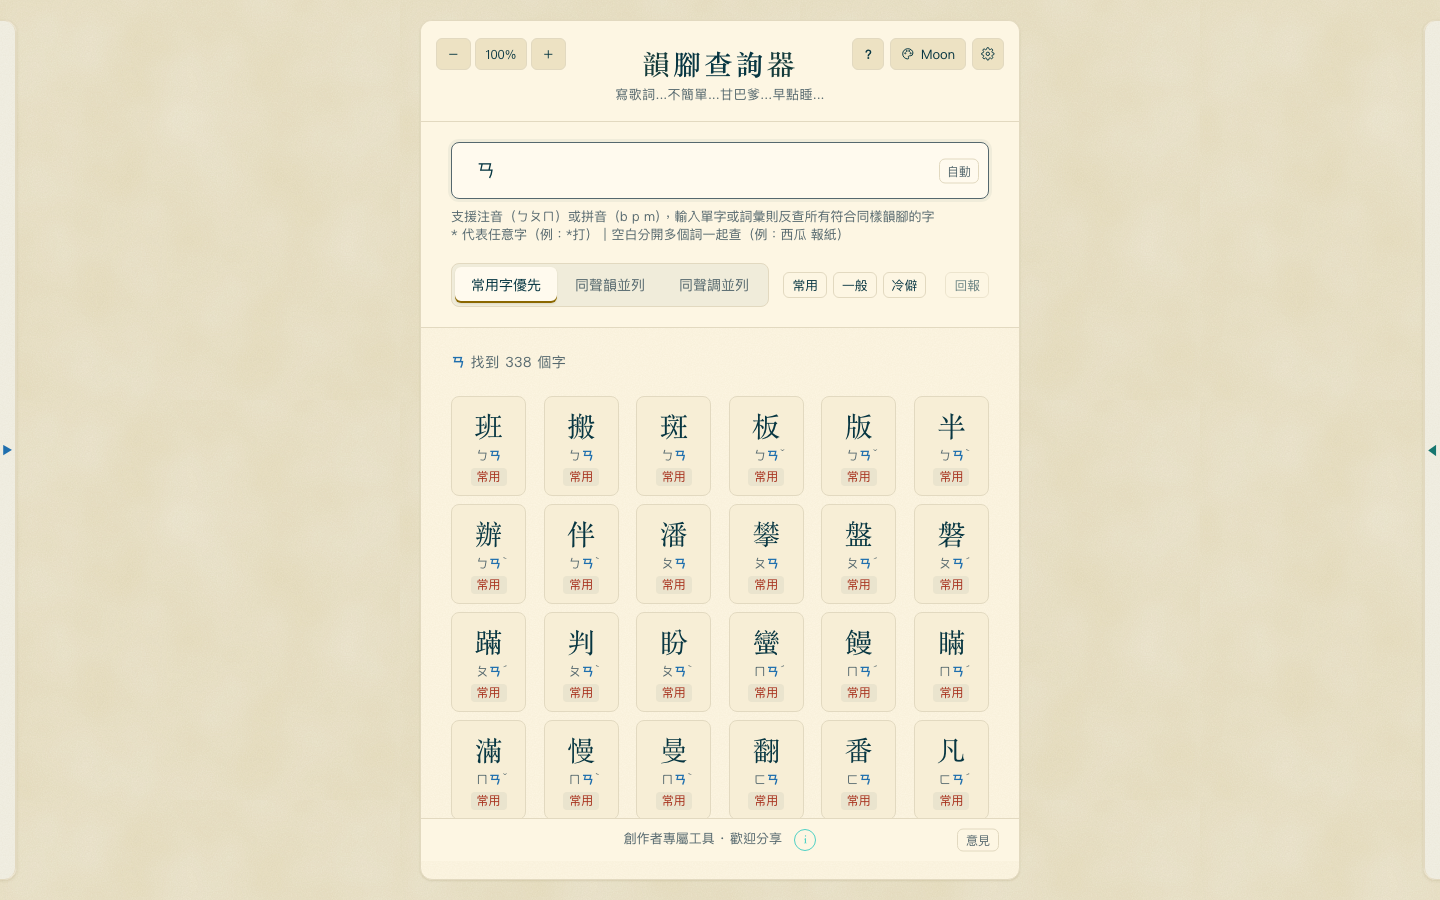 − 100% + 韻腳查詢器 ? Moon
寫歌詞...不簡單...甘巴爹...早點睡...
ㄢ 自動
支援注音（ㄅㄆㄇ）或拼音（b p m），輸入單字或詞彙則反查所有符合同樣韻腳的字
* 代表任意字（例：*打）｜空白分開多個詞一起查（例：西瓜 報紙）
常用字優先 同聲韻並列 同聲調並列 常用 一般 冷僻 回報
ㄢ 找到 338 個字
班 搬 斑 板 版 半
ㄅㄢ ㄅㄢ ㄅㄢ ㄅㄢˇ ㄅㄢˇ ㄅㄢˋ
常用 常用 常用 常用 常用 常用
辦 伴 潘 攀 盤 磐
ㄅㄢˋ ㄅㄢˋ ㄆㄢ ㄆㄢ ㄆㄢˊ ㄆㄢˊ
常用 常用 常用 常用 常用 常用
蹣 判 盼 蠻 饅 瞞
ㄆㄢˊ ㄆㄢˋ ㄆㄢˋ ㄇㄢˊ ㄇㄢˊ ㄇㄢˊ
常用 常用 常用 常用 常用 常用
滿 慢 曼 翻 番 凡
ㄇㄢˇ ㄇㄢˋ ㄇㄢˋ ㄈㄢ ㄈㄢ ㄈㄢˊ
常用 常用 常用 常用 常用 常用
創作者專屬工具 · 歡迎分享 i 意見